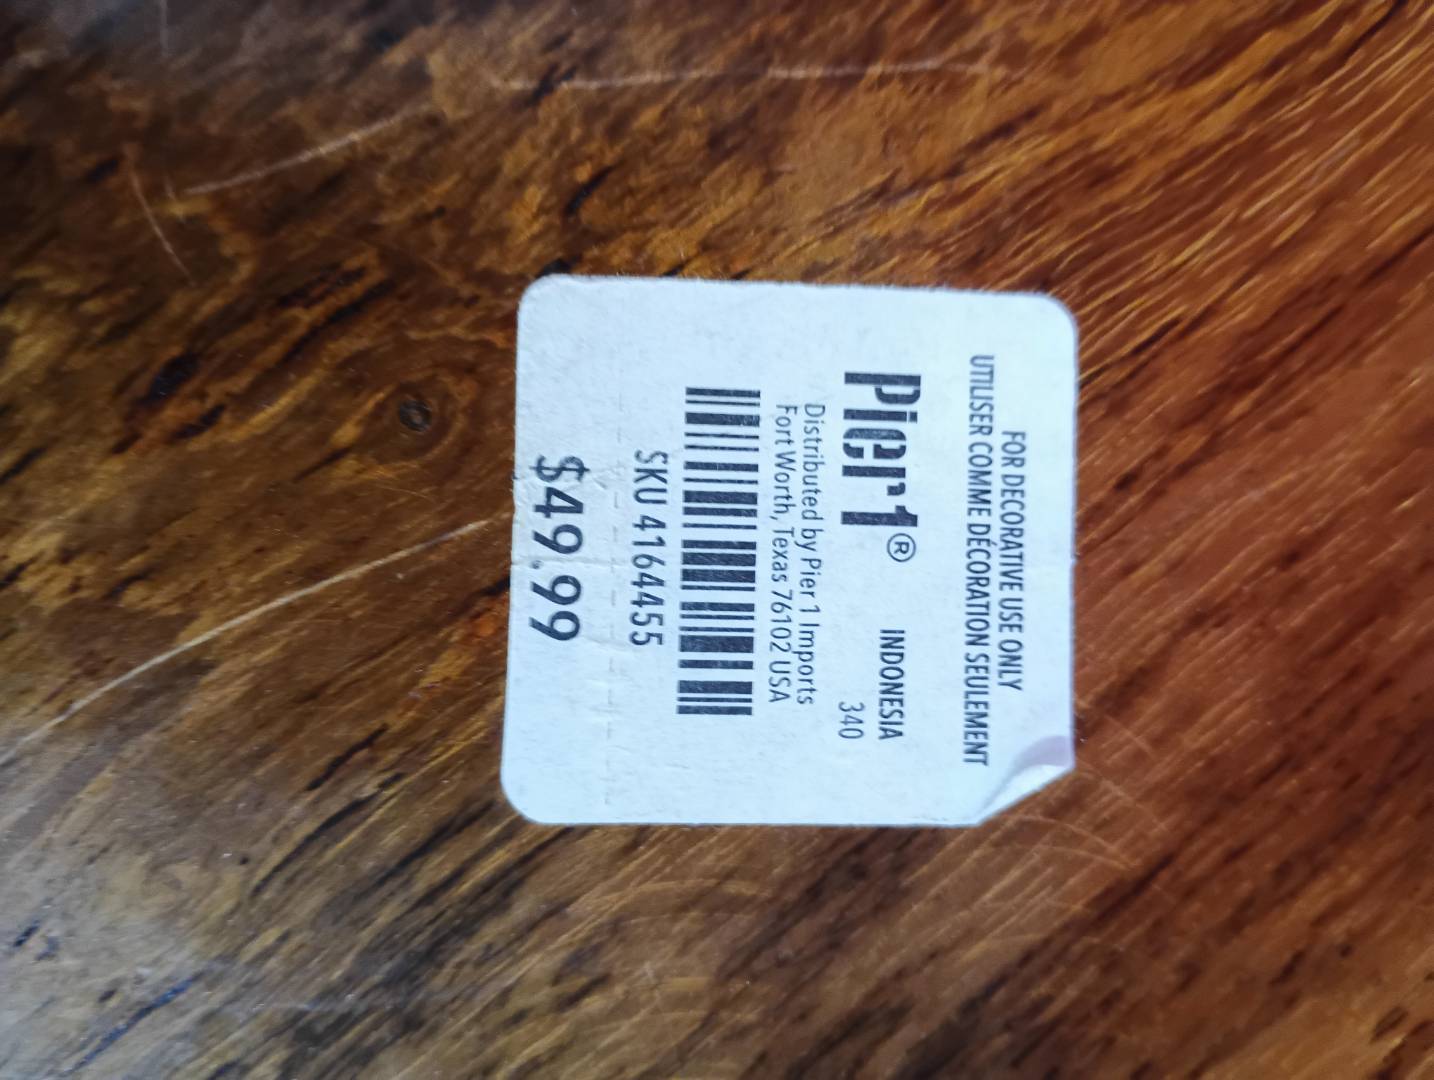 FOR DECORATIVE USE ONLY
UTILISER COMME DÉCORATION SEULEMENT
Pier1® INDONESIA
340
Distributed by Pier 1 Imports
Fort Worth, Texas 76102 USA
SKU 4164455
$49.99